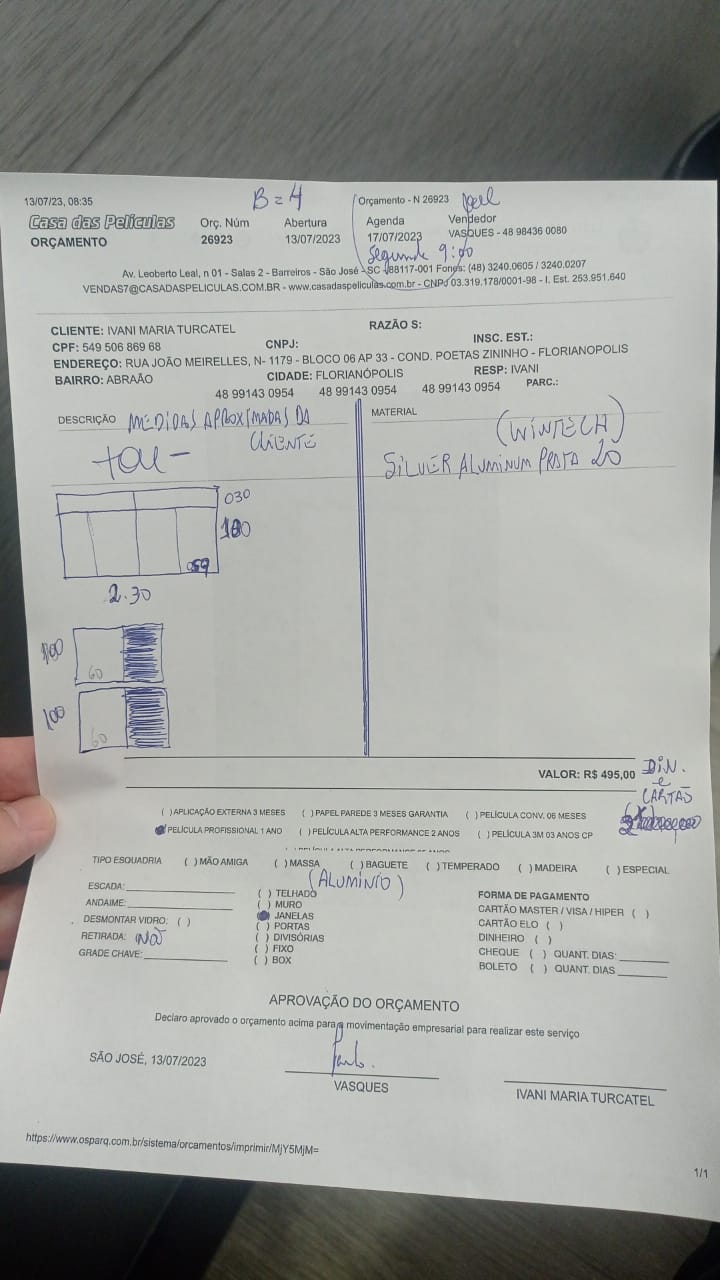 13/07/23, 08:35
B = 4
Orçamento - N 26923
Casa das Películas
ORÇAMENTO
Orç. Núm
26923
Abertura
13/07/2023
Agenda
17/07/2023
Segunda 9:00
Vendedor
VASQUES - 48 98436 0080
Av. Leoberto Leal, n 01 - Salas 2 - Barreiros - São José - SC - 88117-001 Fones: (48) 3240.0605 / 3240.0207
VENDAS7@CASADASPELICULAS.COM.BR - www.casadaspeliculas.com.br - CNPJ 03.319.178/0001-98 - I. Est. 253.951.640
CLIENTE: IVANI MARIA TURCATEL
RAZÃO S:
CPF: 549 506 869 68
CNPJ:
INSC. EST.:
ENDEREÇO: RUA JOÃO MEIRELLES, N- 1179 - BLOCO 06 AP 33 - COND. POETAS ZININHO - FLORIANOPOLIS
BAIRRO: ABRAÃO
CIDADE: FLORIANÓPOLIS
RESP: IVANI
48 99143 0954 48 99143 0954 48 99143 0954
PARC.:
DESCRIÇÃO MEDIDAS APROXIMADAS DA
CLIENTE
MATERIAL
(WINTECH)
SILVER ALUMINUM PRATA 20
030
100
2.30
100
60
100
60
VALOR: R$ 495,00
DIN.
e
CARTÃO
( ) APLICAÇÃO EXTERNA 3 MESES ( ) PAPEL PAREDE 3 MESES GARANTIA ( ) PELÍCULA CONV. 06 MESES
PELÍCULA PROFISSIONAL 1 ANO ( ) PELÍCULA ALTA PERFORMANCE 2 ANOS ( ) PELÍCULA 3M 03 ANOS CP
TIPO ESQUADRIA ( ) MÃO AMIGA ( ) MASSA ( ) BAGUETE ( ) TEMPERADO ( ) MADEIRA ( ) ESPECIAL
(ALUMÍNIO)
ESCADA:
ANDAIME:
DESMONTAR VIDRO: ( )
RETIRADA: NÃO
GRADE CHAVE:
( ) TELHADO
( ) MURO
JANELAS
( ) PORTAS
( ) DIVISÓRIAS
( ) FIXO
( ) BOX
FORMA DE PAGAMENTO
CARTÃO MASTER / VISA / HIPER ( )
CARTÃO ELO ( )
DINHEIRO ( )
CHEQUE ( ) QUANT. DIAS:
BOLETO ( ) QUANT. DIAS
APROVAÇÃO DO ORÇAMENTO
Declaro aprovado o orçamento acima para a movimentação empresarial para realizar este serviço
SÃO JOSÉ, 13/07/2023
VASQUES
IVANI MARIA TURCATEL
https://www.osparq.com.br/sistema/orcamentos/imprimir/MjY5MjM=
1/1